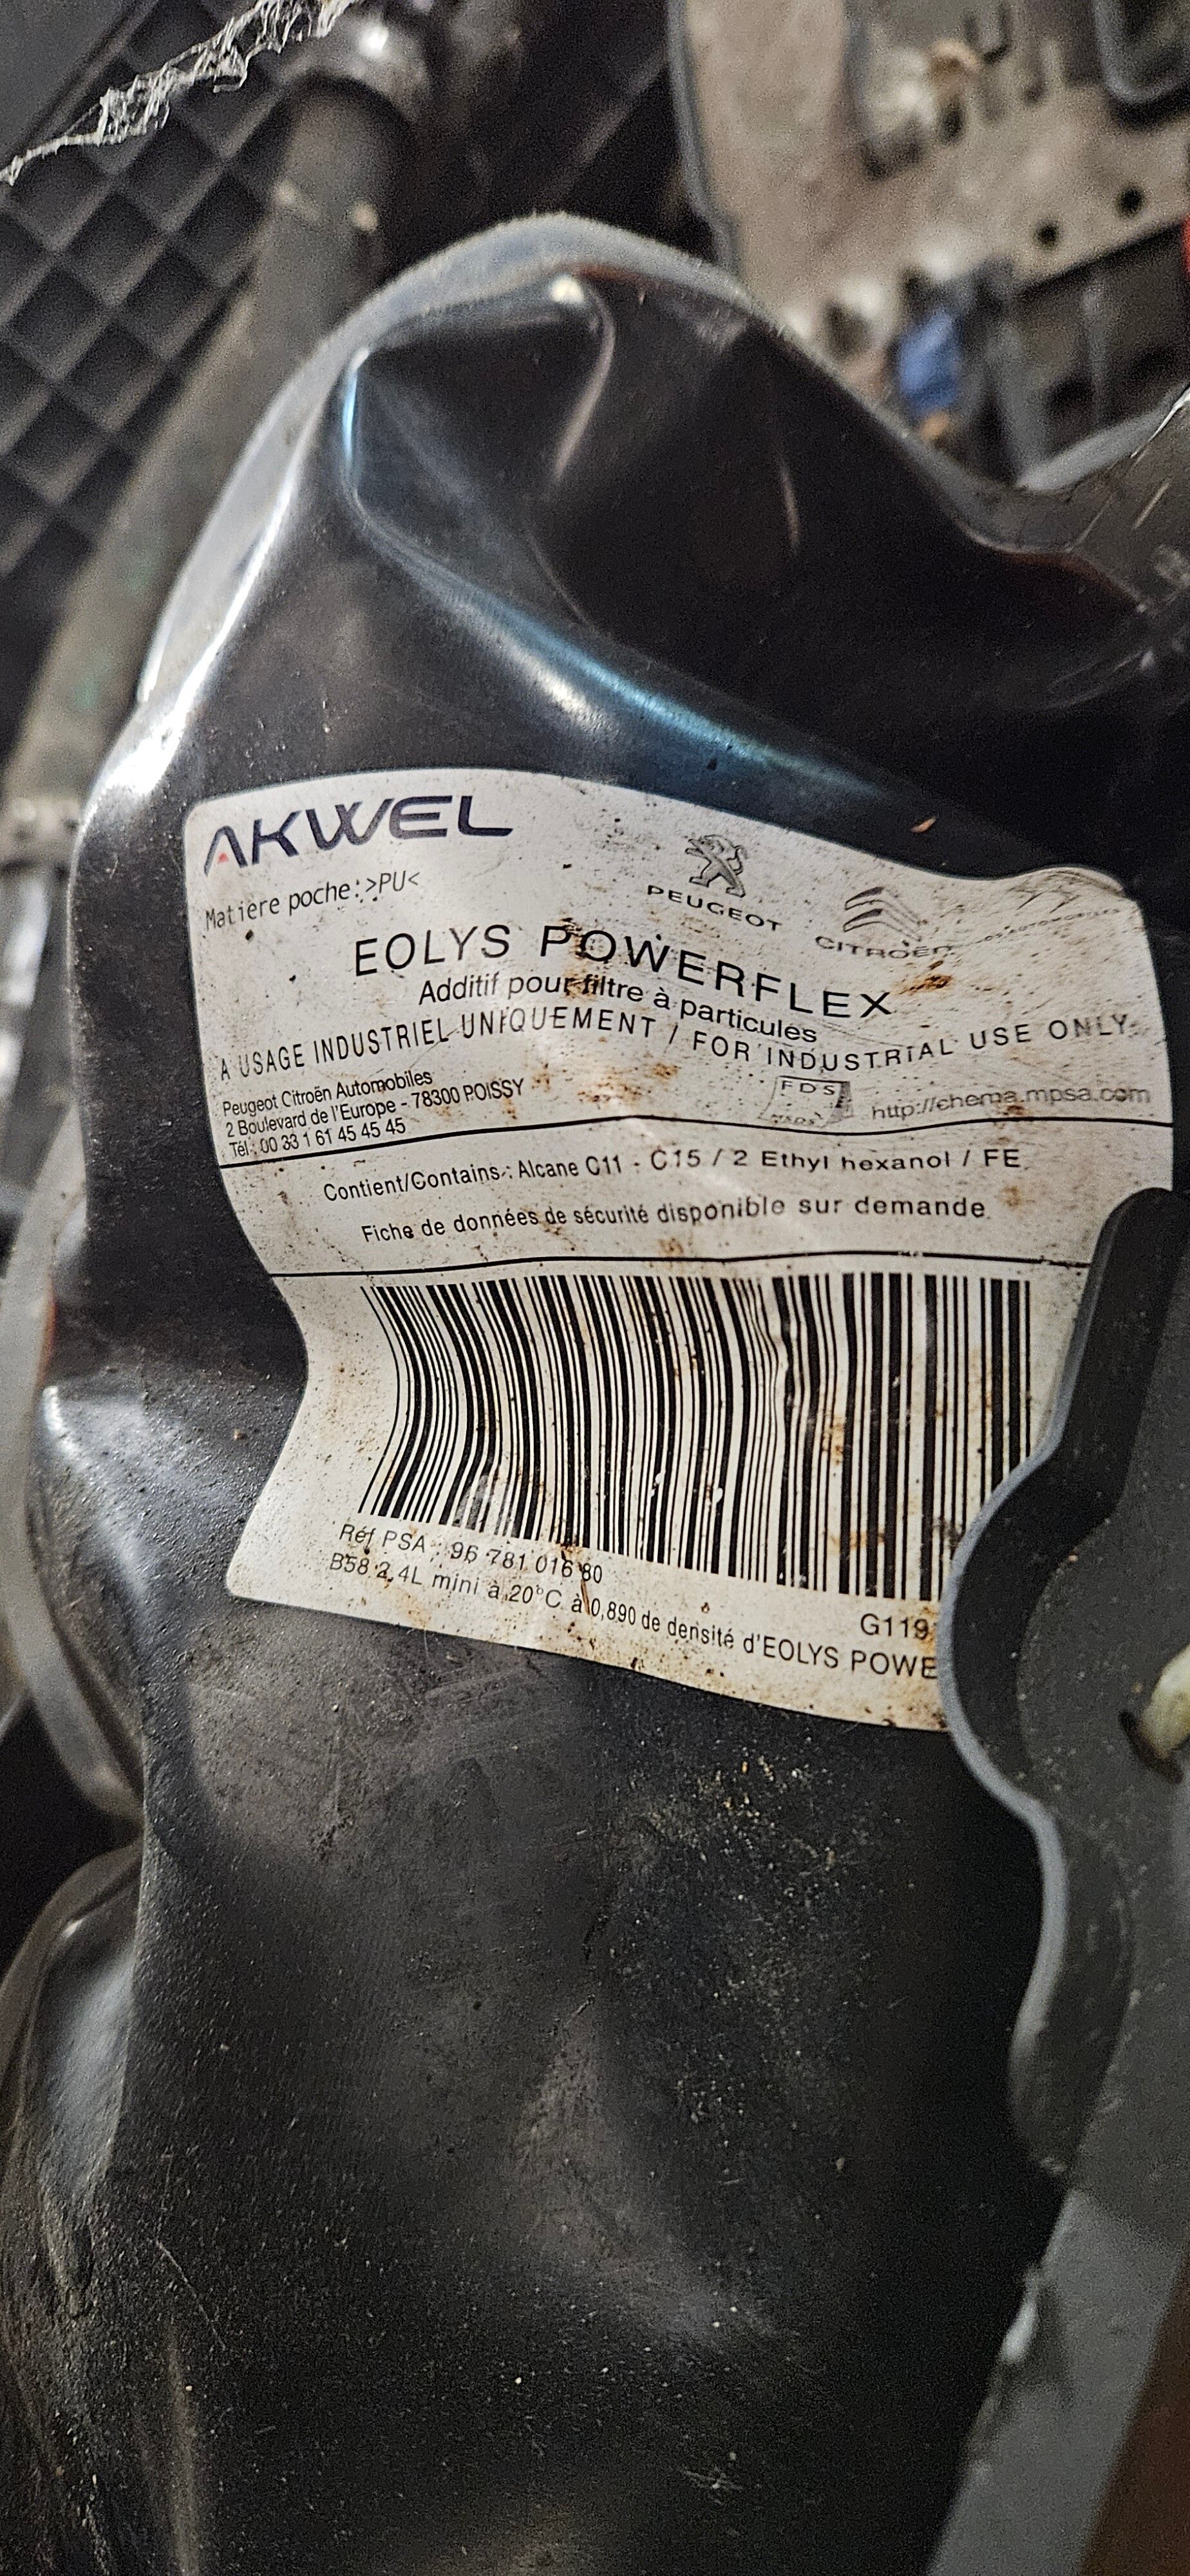 AKWEL
Matière poche: >PU<
PEUGEOT
CITROËN
EOLYS POWERFLEX
Additif pour filtre à particules
A USAGE INDUSTRIEL UNIQUEMENT / FOR INDUSTRIAL USE ONLY
Peugeot Citroën Automobiles
2 Boulevard de l'Europe - 78300 POISSY
Tél : 00 33 1 61 45 45 45
FDS
MSDS
http://chema.mpsa.com
Contient/Contains : Alcane C11 - C15 / 2 Ethyl hexanol / FE
Fiche de données de sécurité disponible sur demande
Réf PSA : 96 781 016 80
G119
B58 2,4L mini à 20°C à 0,890 de densité d'EOLYS POWE